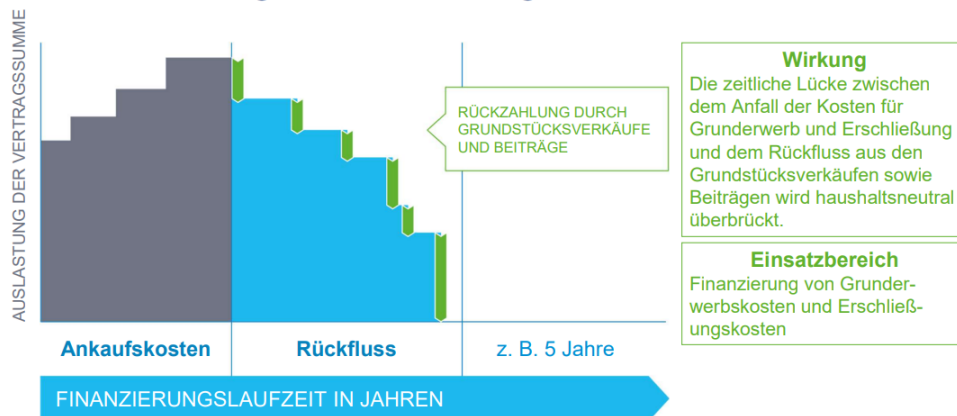 AUSLASTUNG DER VERTRAGSSUMME
RÜCKZAHLUNG DURCH
GRUNDSTÜCKSVERKÄUFE
UND BEITRÄGE
Wirkung
Die zeitliche Lücke zwischen
dem Anfall der Kosten für
Grunderwerb und Erschließung
und dem Rückfluss aus den
Grundstücksverkäufen sowie
Beiträgen wird haushaltsneutral
überbrückt.
Einsatzbereich
Finanzierung von Grunder-
werbskosten und Erschließ-
ungskosten
Ankaufskosten
Rückfluss
z. B. 5 Jahre
FINANZIERUNGSLAUFZEIT IN JAHREN